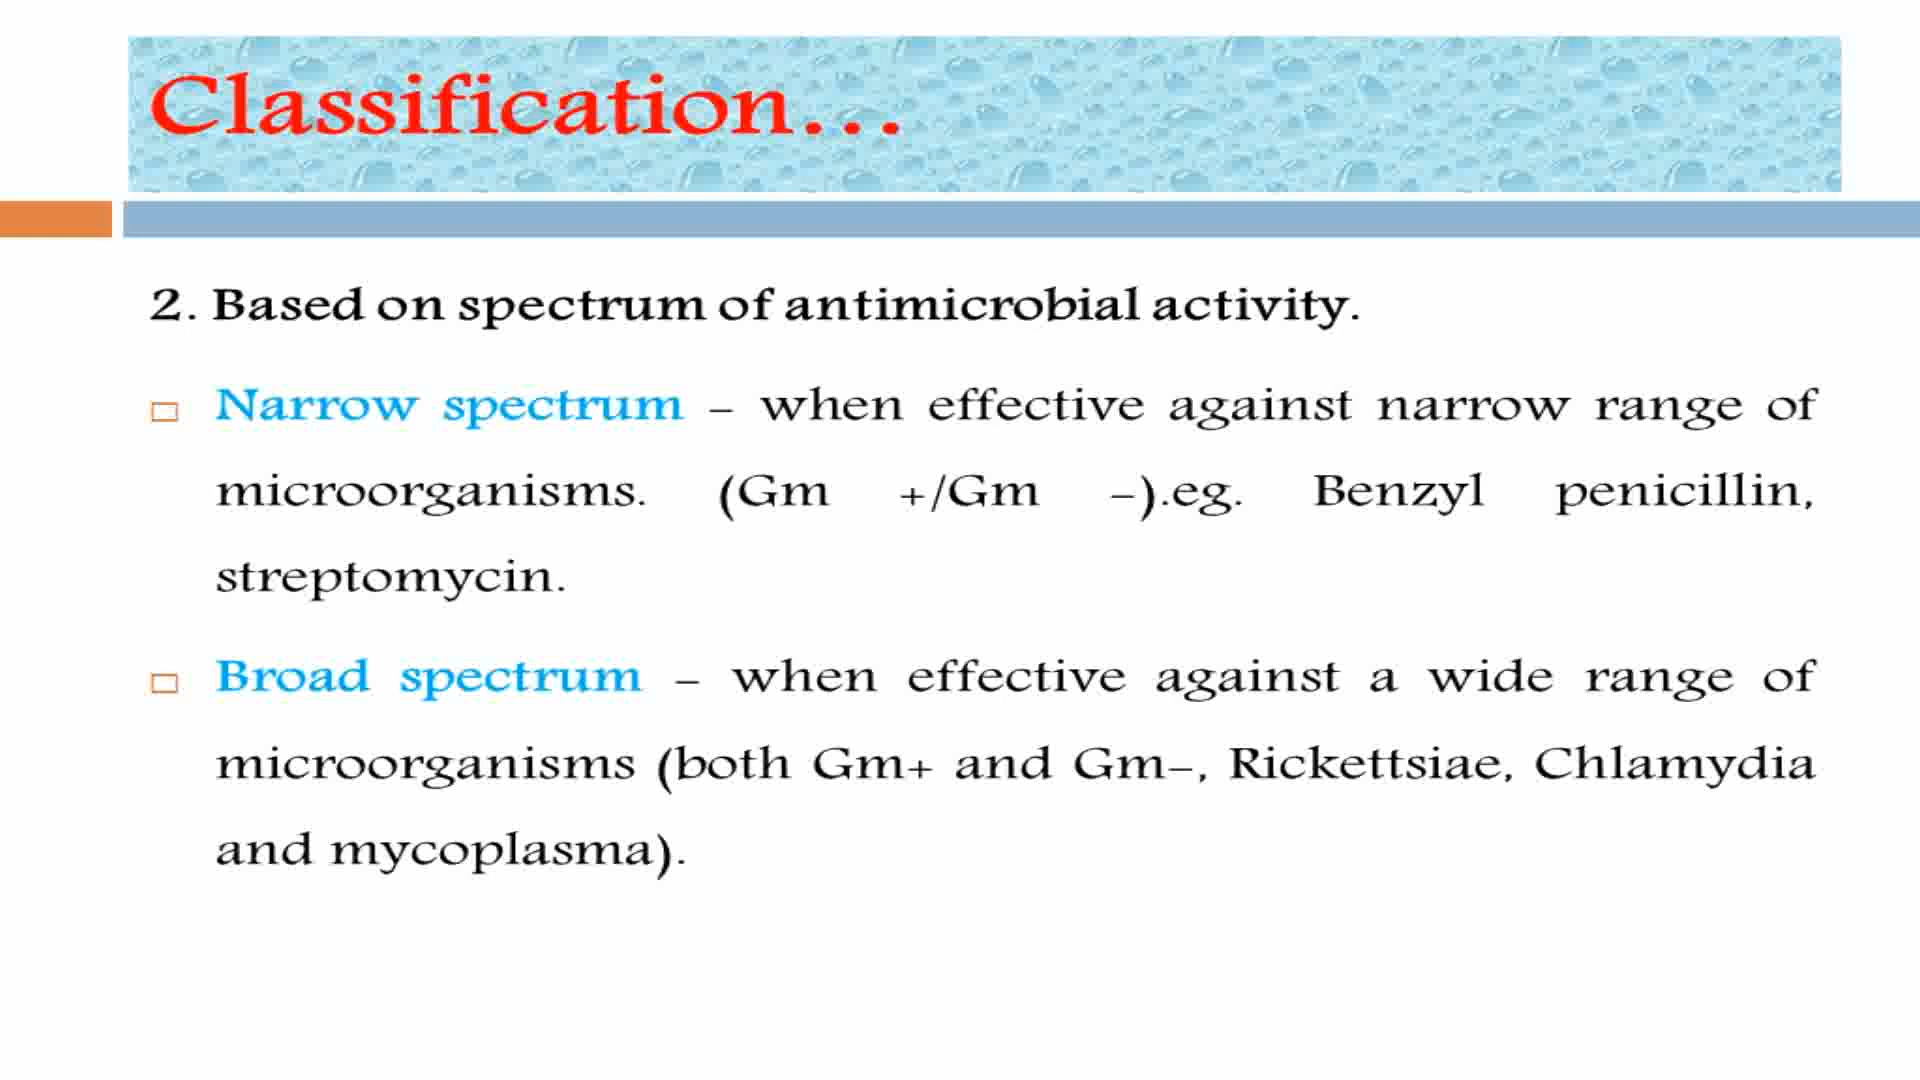 Classification...
2. Based on spectrum of antimicrobial activity.
Narrow spectrum – when effective against narrow range of
microorganisms. (Gm +/Gm –).eg. Benzyl penicillin,
streptomycin.
Broad spectrum – when effective against a wide range of
microorganisms (both Gm+ and Gm–, Rickettsiae, Chlamydia
and mycoplasma).